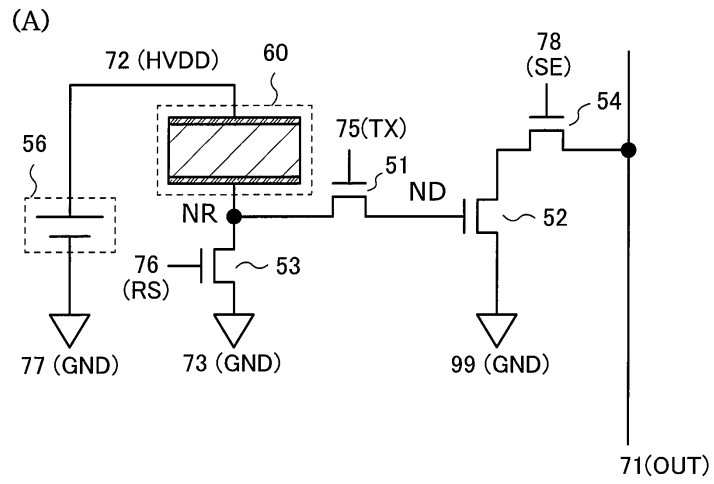 (A)
72 (HVDD)
60
78
(SE)
54
56
75(TX)
51
ND
52
NR
76
(RS)
53
77 (GND)
73 (GND)
99 (GND)
71(OUT)